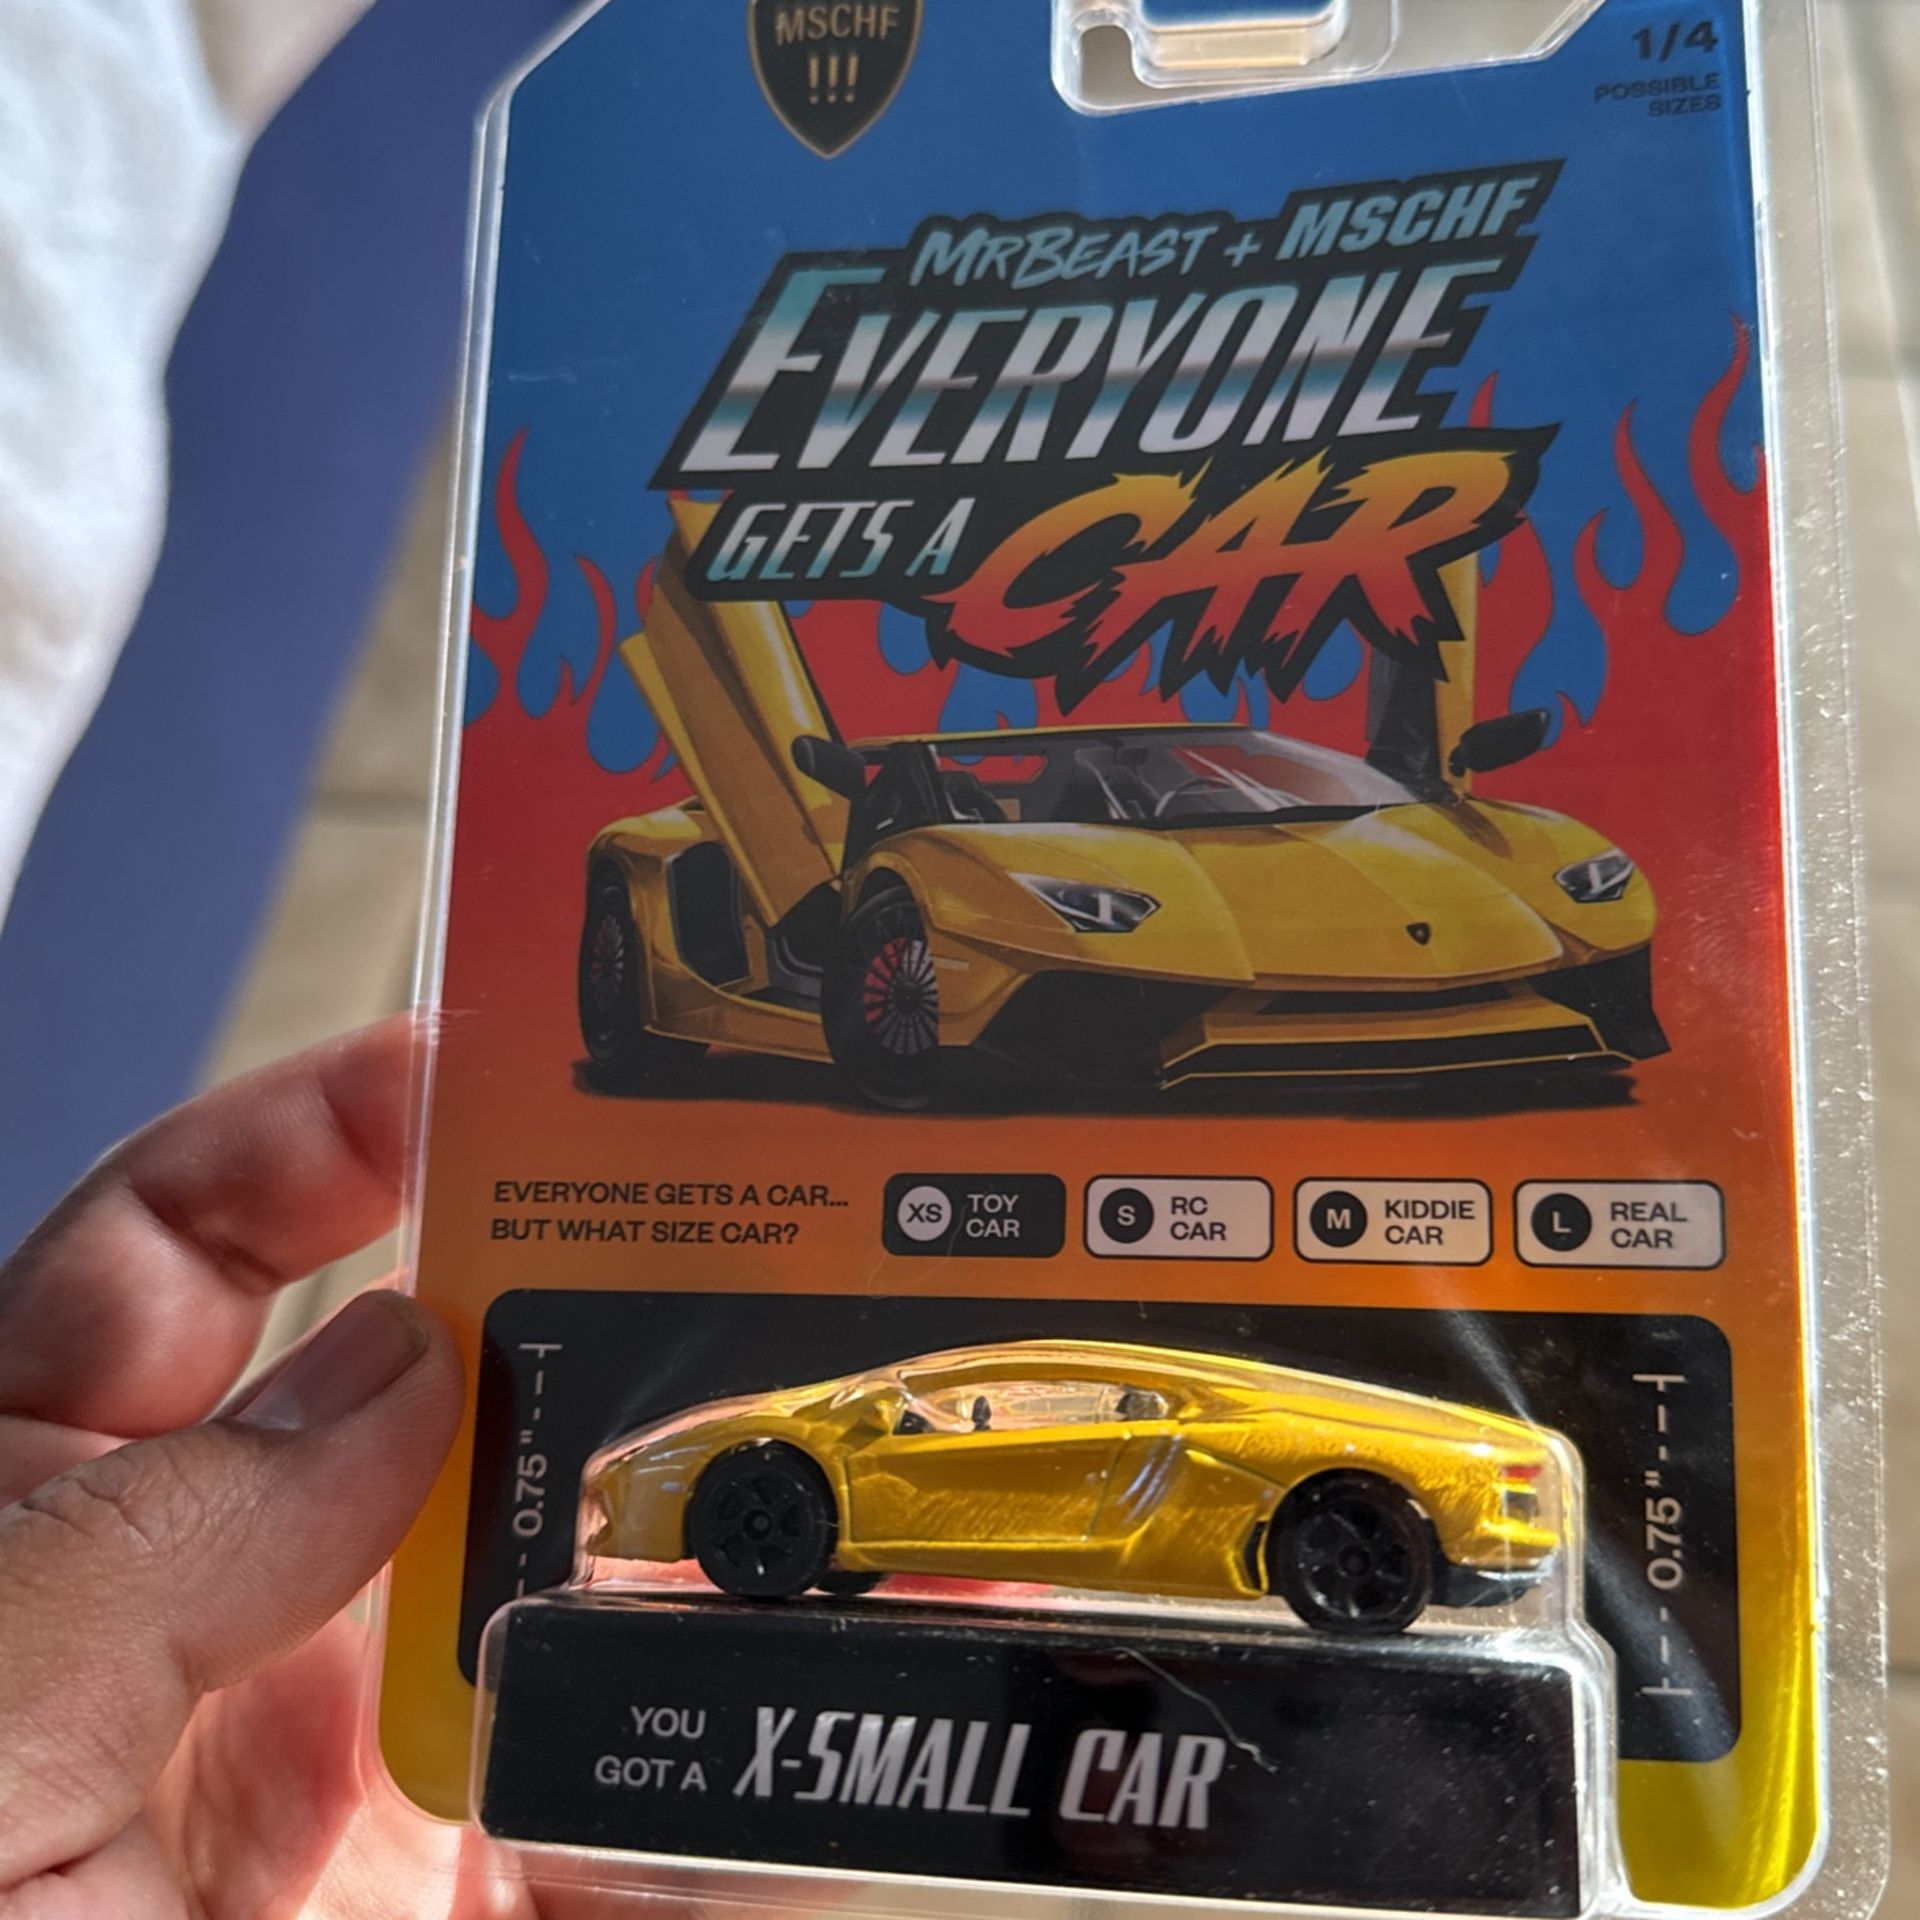 MSCHF
!!!
1/4
POSSIBLE
SIZES
MRBEAST + MSCHF
EVERYONE
GETS A CAR
EVERYONE GETS A CAR...
BUT WHAT SIZE CAR?
XS TOY
CAR
S RC
CAR
M KIDDIE
CAR
L REAL
CAR
0.75"
0.75"
YOU
GOT A
X-SMALL CAR